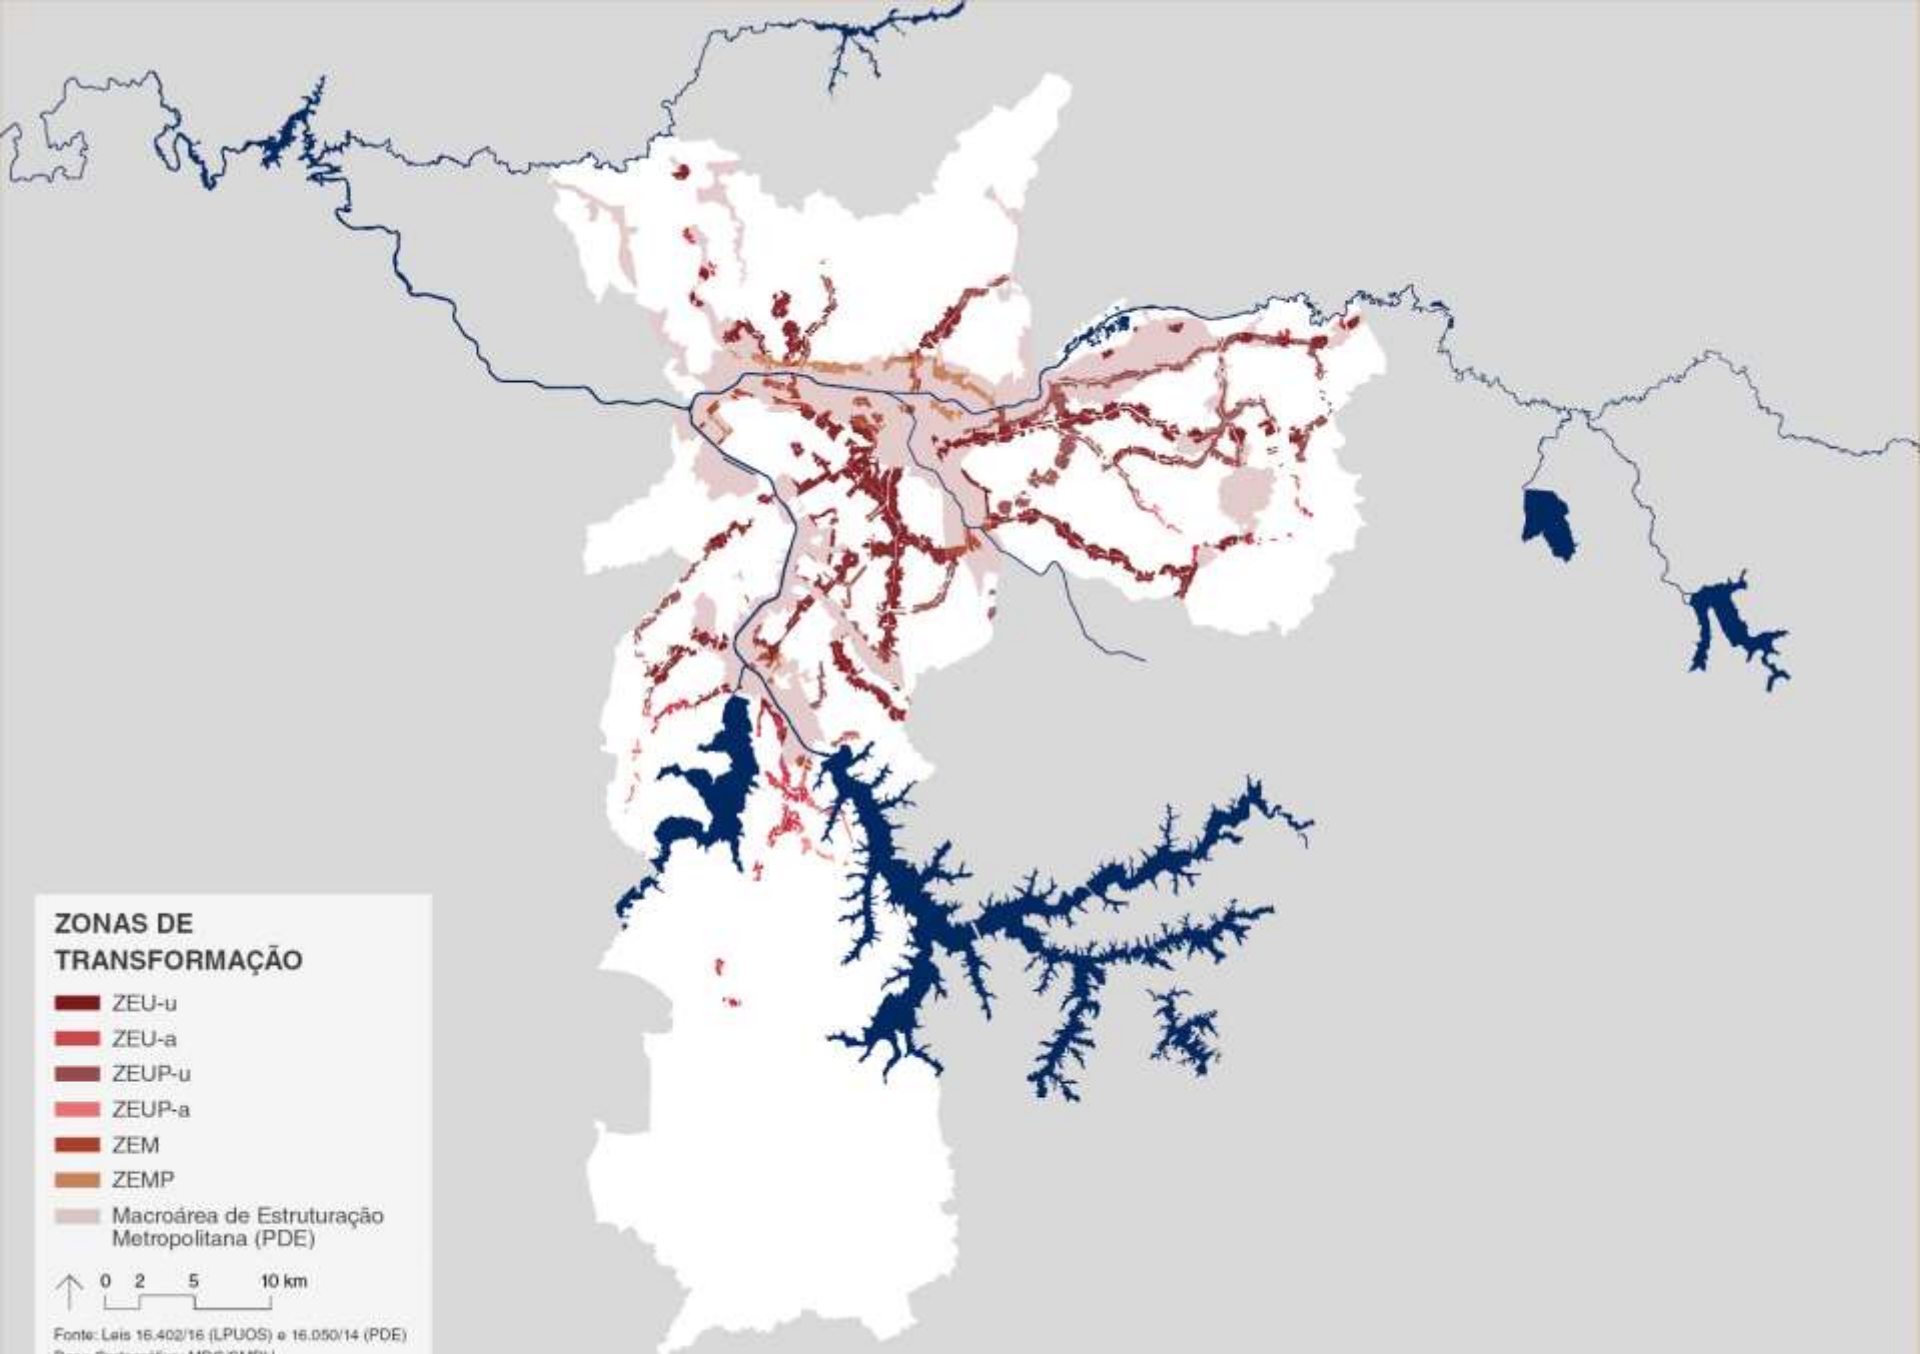 ZONAS DE
TRANSFORMAÇÃO
ZEU-u
ZEU-a
ZEUP-u
ZEUP-a
ZEM
ZEMP
Macroárea de Estruturação
Metropolitana (PDE)
0 2 5 10 km
Fonte: Leis 16.402/16 (LPUOS) e 16.050/14 (PDE)